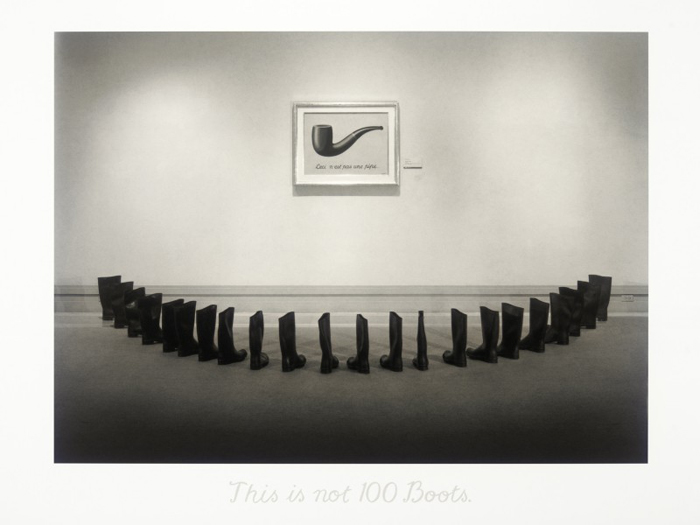 Ceci n'est pas une pipe.
This is not 100 Boots.